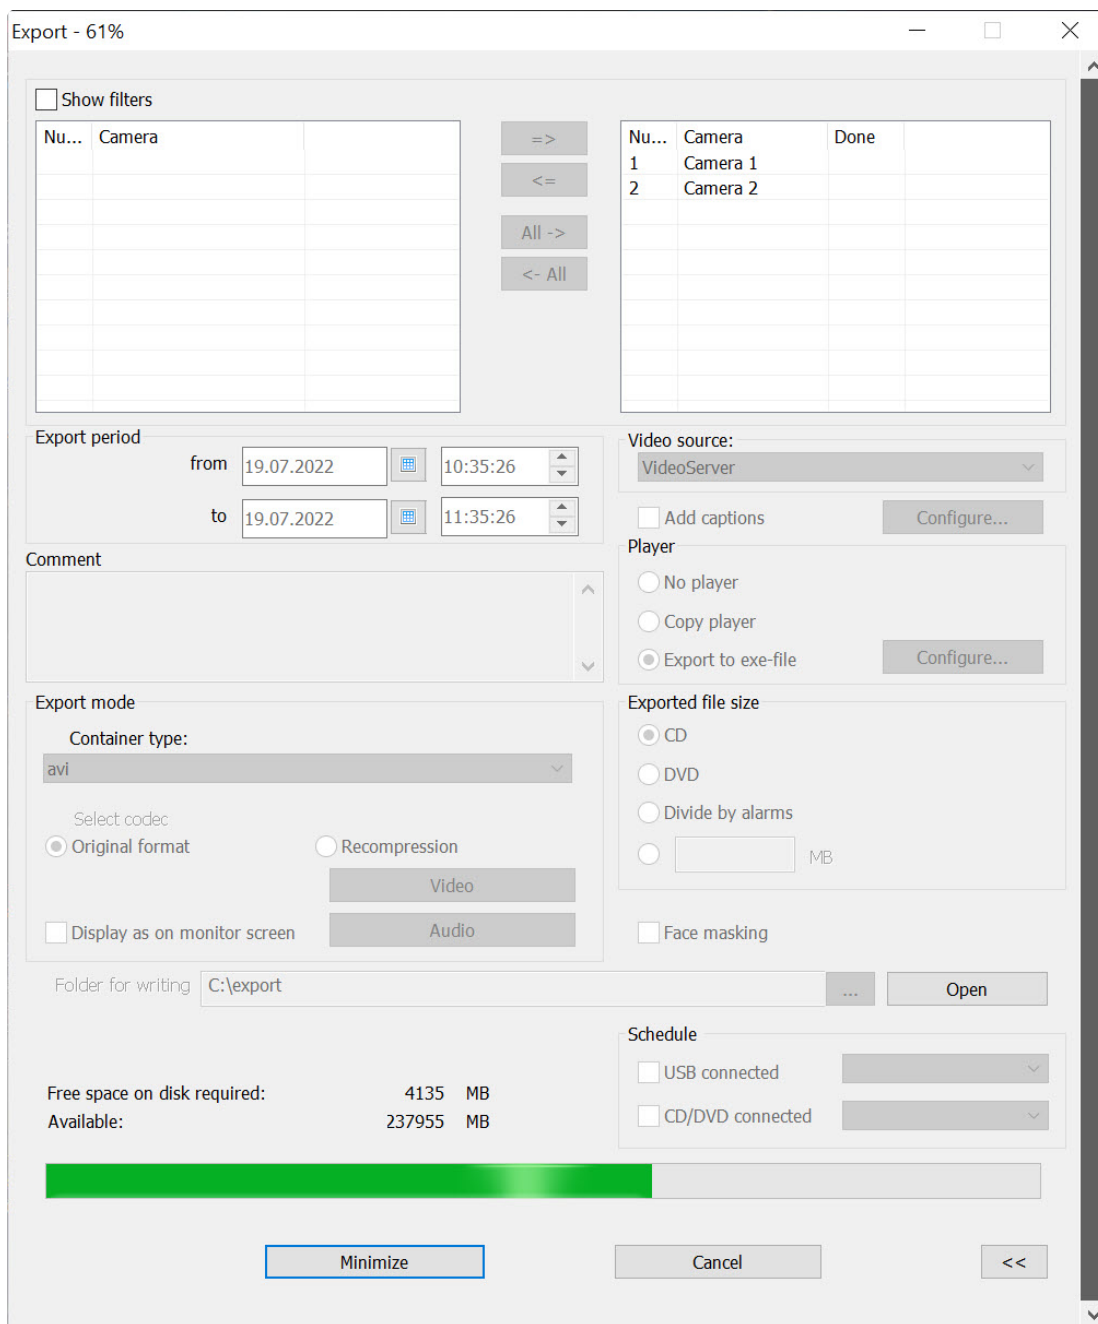 Export - 61%
Show filters
Nu... Camera
=>
<=
All ->
<- All
Nu... Camera Done
1 Camera 1
2 Camera 2
Export period
from 19.07.2022 10:35:26
to 19.07.2022 11:35:26
Video source:
VideoServer
Add captions Configure...
Comment
Player
No player
Copy player
Export to exe-file Configure...
Export mode
Container type:
avi
Select codec
Original format Recompression
Video
Display as on monitor screen Audio
Exported file size
CD
DVD
Divide by alarms
MB
Face masking
Folder for writing C:\export ... Open
Schedule
USB connected
CD/DVD connected
Free space on disk required: 4135 MB
Available: 237955 MB
Minimize Cancel <<